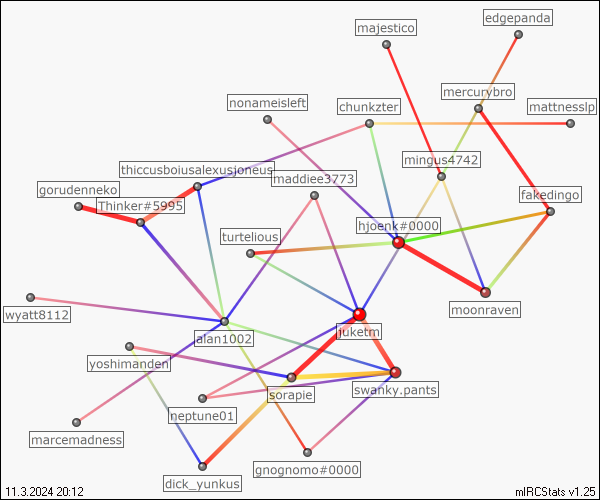 edgepanda
majestico
mercurybro
nonameisleft
chunkzter
mattnesslp
mingus4742
thiccusboiusalexusjoneus
maddiee3773
gorudenneko
fakedingo
Thinker#5995
hjoenk#0000
turtelious
moonraven
wyatt8112
alan1002
juketm
yoshimanden
sorapie
swanky.pants
neptune01
marcemadness
gnognomo#0000
dick_yunkus
11.3.2024 20:12
mIRCStats v1.25